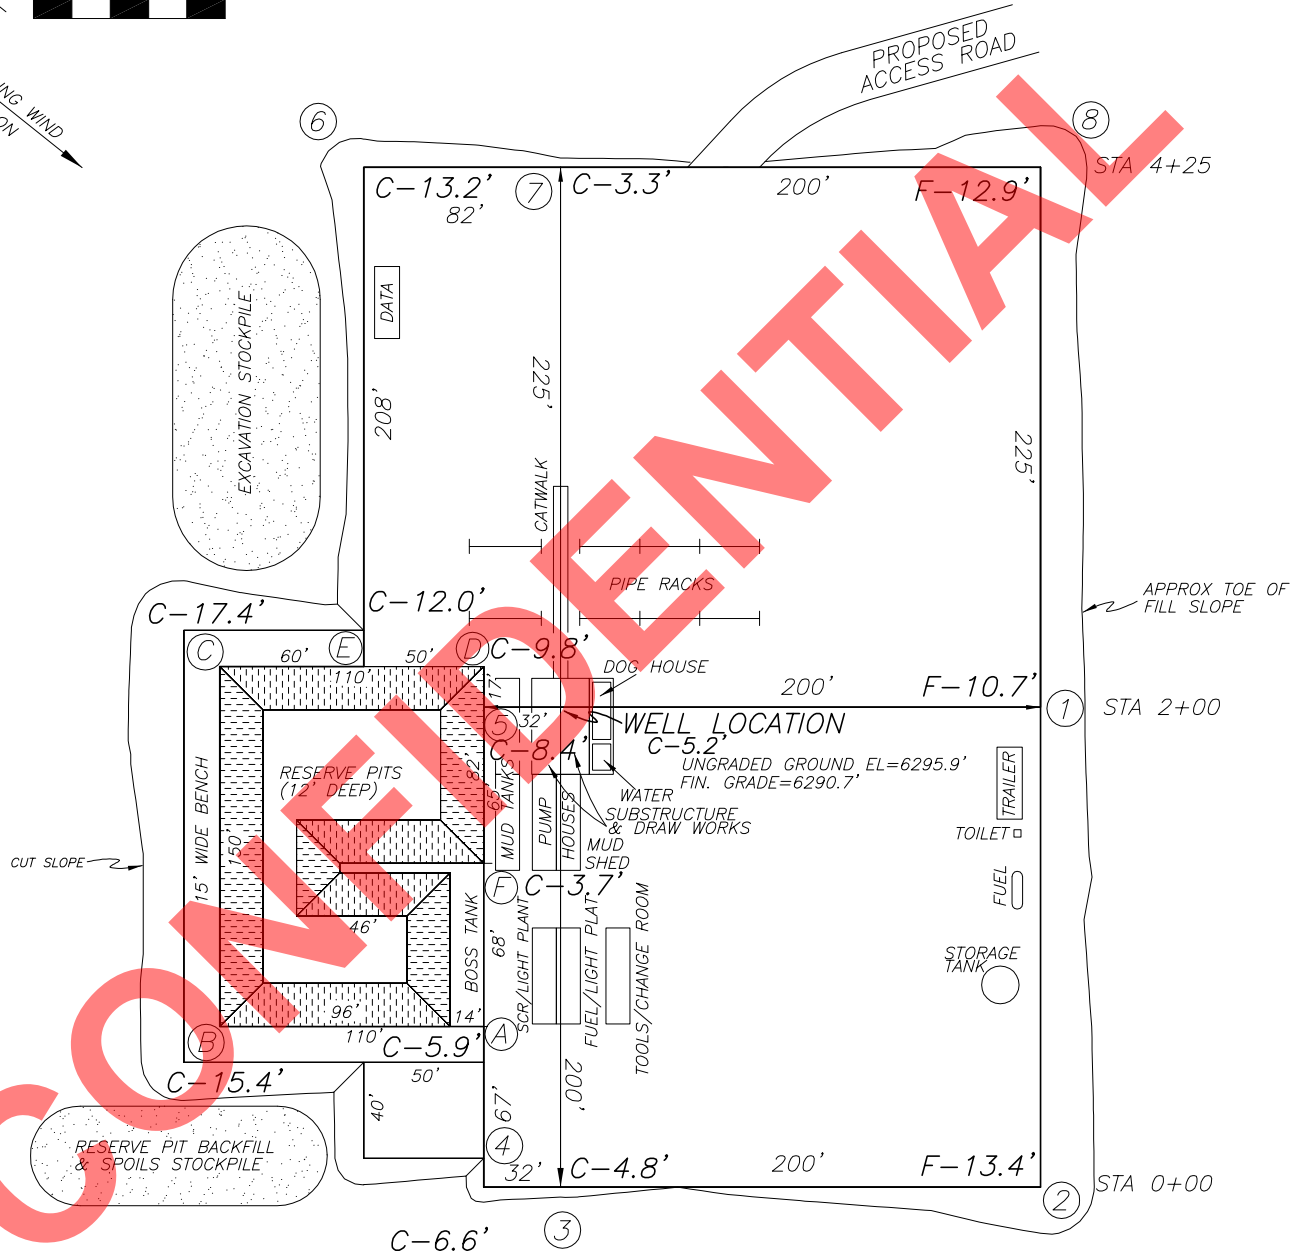 NG WIND
ON
PROPOSED
ACCESS ROAD
6
8
STA 4+25
C-13.2'
82'
7
C-3.3'
200'
F-12.9'
DATA
EXCAVATION STOCKPILE
208'
225'
225'
CATWALK
PIPE RACKS
APPROX TOE OF
FILL SLOPE
C-17.4'
C-12.0'
C
E
D
C-9.8'
60'
50'
110'
17'
DOG HOUSE
200'
F-10.7'
1
STA 2+00
5
32'
WELL LOCATION
C-8.4'
C-5.2'
UNGRADED GROUND EL=6295.9'
FIN. GRADE=6290.7'
RESERVE PITS
(12' DEEP)
82'
65'
MUD TANKS
PUMP
HOUSES
WATER
SUBSTRUCTURE
& DRAW WORKS
MUD
SHED
TRAILER
TOILET
FUEL
STORAGE
TANK
CUT SLOPE
15' WIDE BENCH
150'
F
C-3.7'
46'
BOSS TANK
68'
SCR/LIGHT PLANT
FUEL/LIGHT PLAT
TOOLS/CHANGE ROOM
96'
14'
B
110'
C-5.9'
A
C-15.4'
50'
40'
97'
200'
RESERVE PIT BACKFILL
& SPOILS STOCKPILE
4
32'
C-4.8'
200'
F-13.4'
STA 0+00
2
3
C-6.6'
CONFIDENTIAL